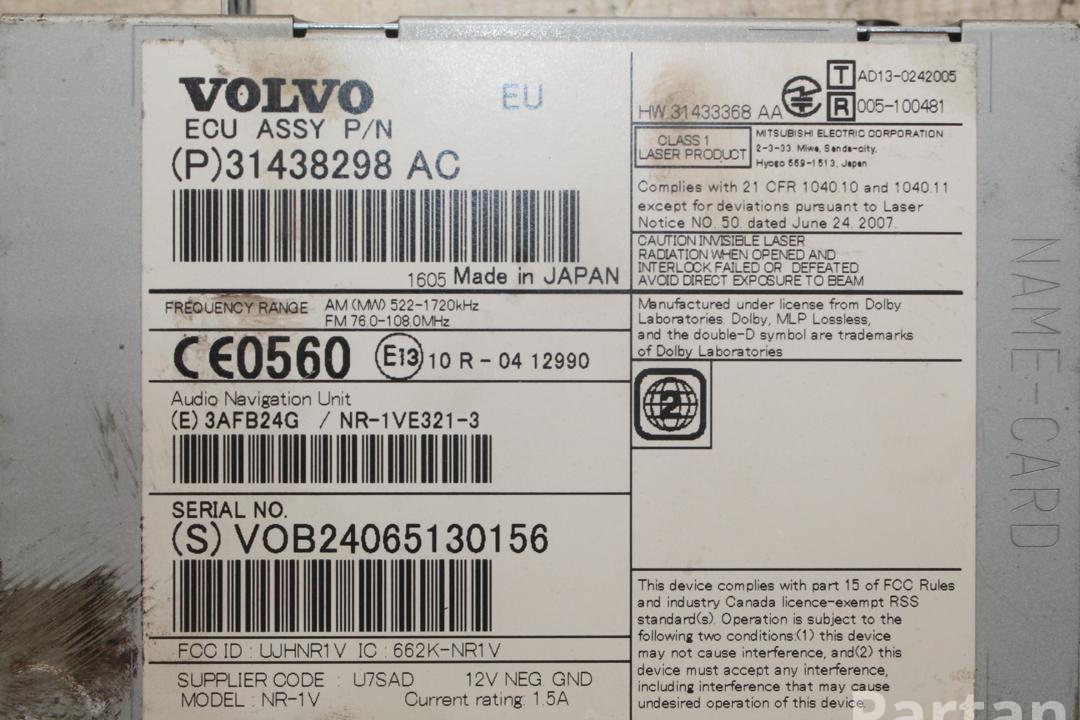 VOLVO EU
ECU ASSY P/N
(P)31438298 AC
1605 Made in JAPAN
FREQUENCY RANGE AM (MW) 522-1720kHz
FM 76.0-108.0MHz
CE0560 E13 10 R - 04 12990
Audio Navigation Unit
(E) 3AFB24G / NR-1VE321-3
SERIAL NO.
(S) VOB24065130156
FCC ID : UJHNR1V IC : 662K-NR1V
SUPPLIER CODE : U7SAD 12V NEG. GND
MODEL : NR-1V Current rating: 1.5A
T AD13-0242005
HW 31433368 AA R 005-100481
CLASS 1
LASER PRODUCT
MITSUBISHI ELECTRIC CORPORATION
2-3-33. Miwa, Sanda-city,
Hyogo 669-1513, Japan
Complies with 21 CFR 1040.10 and 1040.11
except for deviations pursuant to Laser
Notice NO. 50. dated June 24. 2007.
CAUTION INVISIBLE LASER
RADIATION WHEN OPENED AND
INTERLOCK FAILED OR DEFEATED.
AVOID DIRECT EXPOSURE TO BEAM
Manufactured under license from Dolby
Laboratories. Dolby, MLP Lossless,
and the double-D symbol are trademarks
of Dolby Laboratories
2
This device complies with part 15 of FCC Rules
and industry Canada licence-exempt RSS
standard(s). Operation is subject to the
following two conditions:(1) this device
may not cause interference, and(2) this
device must accept any interference,
including interference that may cause
undesired operation of this device.
NAME-CARD
Partan